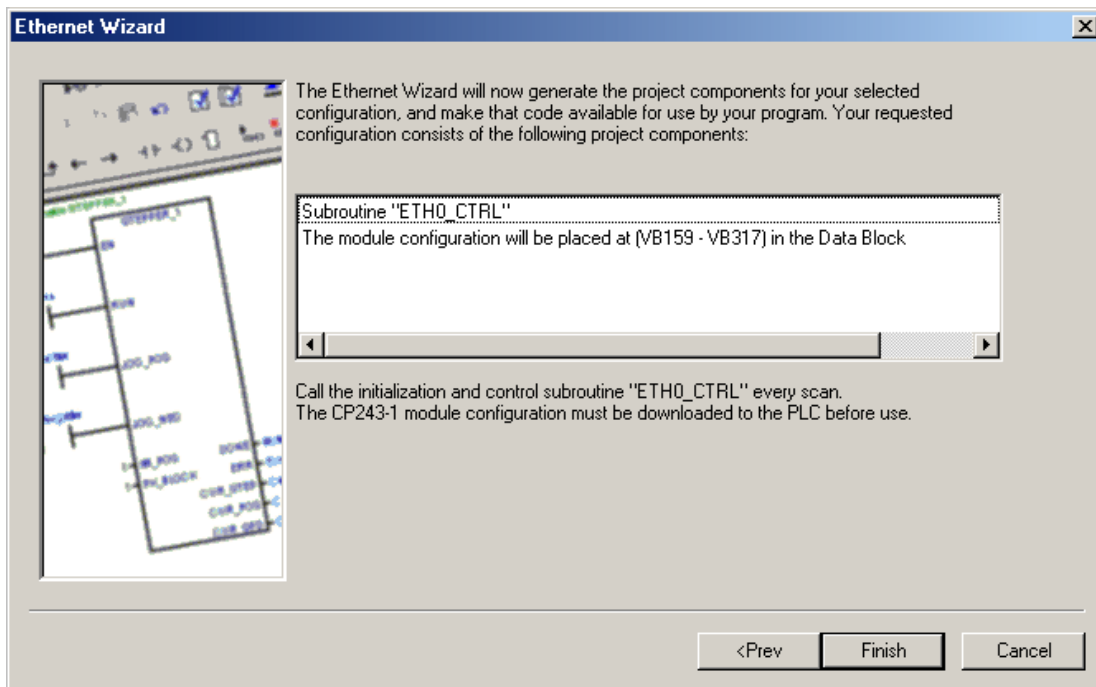 Ethernet Wizard
The Ethernet Wizard will now generate the project components for your selected
configuration, and make that code available for use by your program. Your requested
configuration consists of the following project components:
Subroutine "ETH0_CTRL"
The module configuration will be placed at (VB159 - VB317) in the Data Block
Call the initialization and control subroutine "ETH0_CTRL" every scan.
The CP243-1 module configuration must be downloaded to the PLC before use.
EN
RUN
JOG_POS
JOG_NEG
DONE
ERR
<Prev
Finish
Cancel